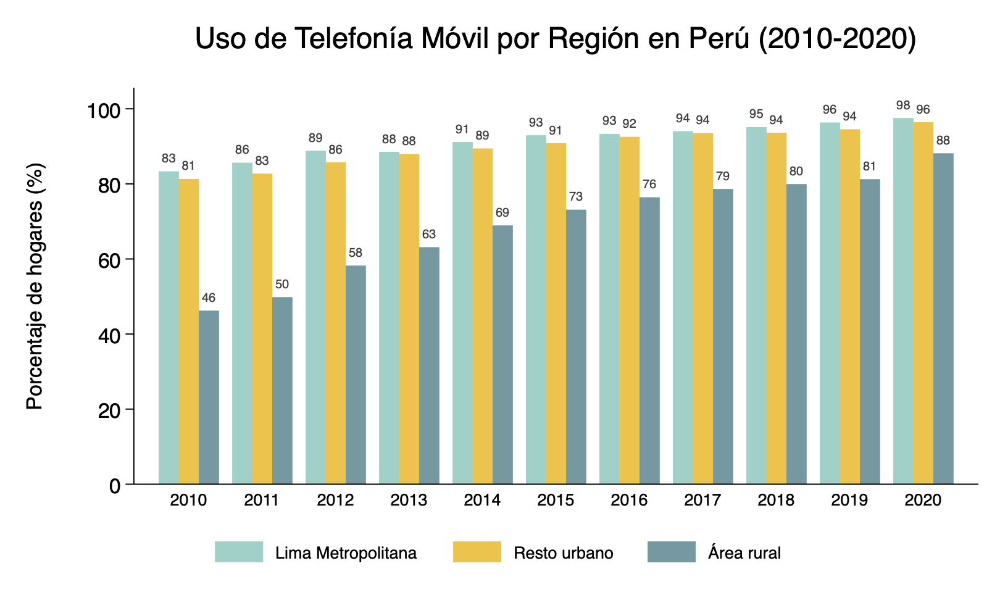 Uso de Telefonía Móvil por Región en Perú (2010-2020)
Porcentaje de hogares (%)
100
80
60
40
20
0
83 81 46
86 83 50
89 86 58
88 88 63
91 89 69
93 91 73
93 92 76
94 94 79
95 94 80
96 94 81
98 96 88
2010 2011 2012 2013 2014 2015 2016 2017 2018 2019 2020
Lima Metropolitana Resto urbano Área rural